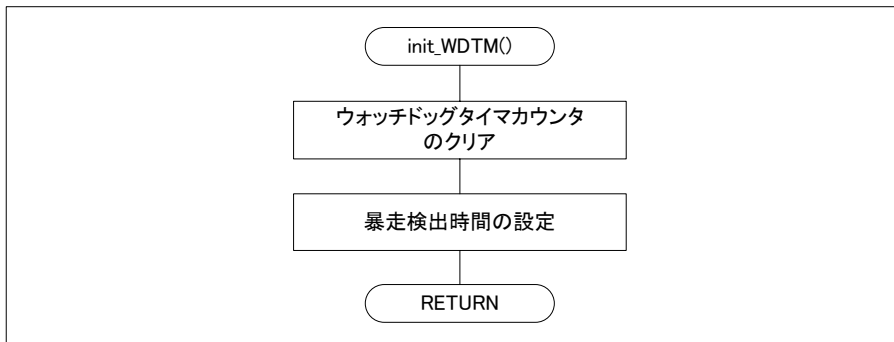 init_WDTM()
ウォッチドッグタイマカウンタ
のクリア
暴走検出時間の設定
RETURN